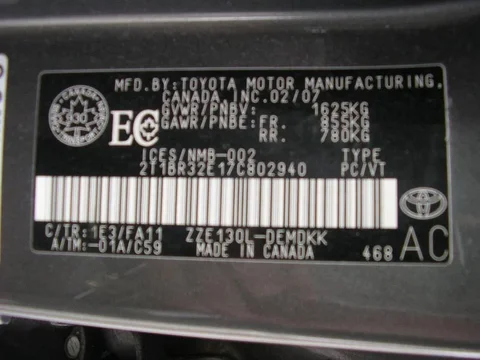 MFD.BY:TOYOTA MOTOR MANUFACTURING.
CANADA INC.02/07
GVWR/PNBV: 1625KG
GAWR/PNBE:FR. 855KG
RR. 780KG
930
EC
ICES/NMB-002 TYPE
2T1BR32E17C802940 PC/VT
C/TR:1E3/FA11 ZZE130L-DEMDKK
A/TM:-01A/C59 MADE IN CANADA 468
AC